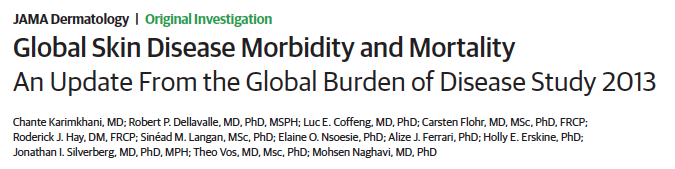 JAMA Dermatology | Original Investigation
Global Skin Disease Morbidity and Mortality
An Update From the Global Burden of Disease Study 2013
Chante Karimkhani, MD; Robert P. Dellavalle, MD, PhD, MSPH; Luc E. Coffeng, MD, PhD; Carsten Flohr, MD, MSc, PhD, FRCP;
Roderick J. Hay, DM, FRCP; Sinéad M. Langan, MSc, PhD; Elaine O. Nsoesie, PhD; Alize J. Ferrari, PhD; Holly E. Erskine, PhD;
Jonathan I. Silverberg, MD, PhD, MPH; Theo Vos, MD, Msc, PhD; Mohsen Naghavi, MD, PhD